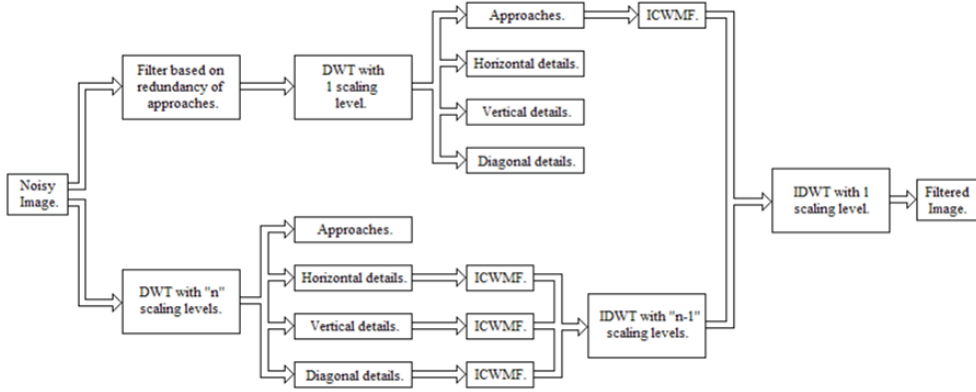 Noisy
Image.
Filter based on
redundancy of
approaches.
DWT with
1 scaling
level.
Approaches.
ICWMF.
Horizontal details.
Vertical details.
Diagonal details.
DWT with "n"
scaling levels.
Approaches.
Horizontal details.
ICWMF.
Vertical details.
ICWMF.
Diagonal details.
ICWMF.
IDWT with "n-1"
scaling levels.
IDWT with 1
scaling level.
Filtered
Image.